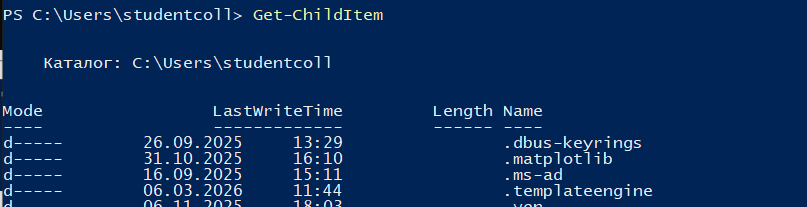 PS C:\Users\studentcoll> Get-ChildItem
Каталог: C:\Users\studentcoll
Mode LastWriteTime Length Name
---- ------------- ------ ----
d----- 26.09.2025 13:29 .dbus-keyrings
d----- 31.10.2025 16:10 .matplotlib
d----- 16.09.2025 15:11 .ms-ad
d----- 06.03.2026 11:44 .templateengine
d----- 06.11.2025 18:03